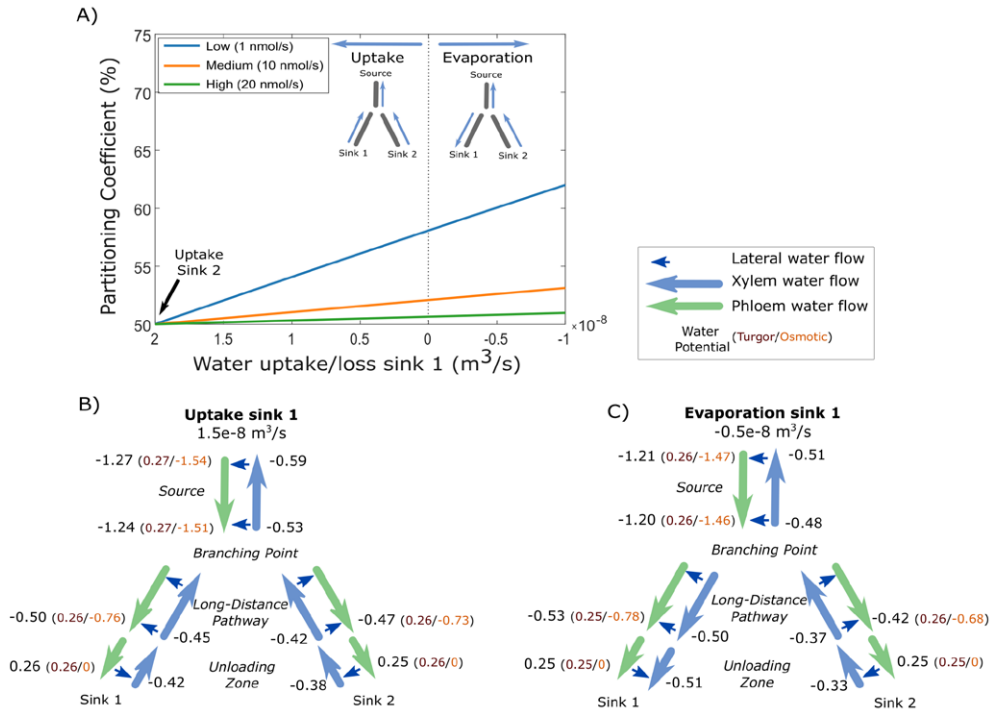 A)
Partitioning Coefficient (%)
75
70
65
60
55
50
Low (1 nmol/s)
Medium (10 nmol/s)
High (20 nmol/s)
Uptake
Source
Sink 1
Sink 2
Evaporation
Source
Sink 1
Sink 2
Uptake
Sink 2
2
1.5
1
0.5
0
-0.5
-1
×10⁻⁸
Water uptake/loss sink 1 (m³/s)
Lateral water flow
Xylem water flow
Phloem water flow
Water Potential (Turgor/Osmotic)
B)
Uptake sink 1
1.5e-8 m³/s
-1.27 (0.27/-1.54)
-0.59
Source
-1.24 (0.27/-1.51)
-0.53
Branching Point
Long-Distance
Pathway
-0.50 (0.26/-0.76)
-0.45
-0.42
-0.47 (0.26/-0.73)
0.26 (0.26/0)
-0.42
Unloading
Zone
-0.38
0.25 (0.26/0)
Sink 1
Sink 2
C)
Evaporation sink 1
-0.5e-8 m³/s
-1.21 (0.26/-1.47)
-0.51
Source
-1.20 (0.26/-1.46)
-0.48
Branching Point
Long-Distance
Pathway
-0.53 (0.25/-0.78)
-0.50
-0.37
-0.42 (0.26/-0.68)
0.25 (0.25/0)
-0.51
Unloading
Zone
-0.33
0.25 (0.25/0)
Sink 1
Sink 2